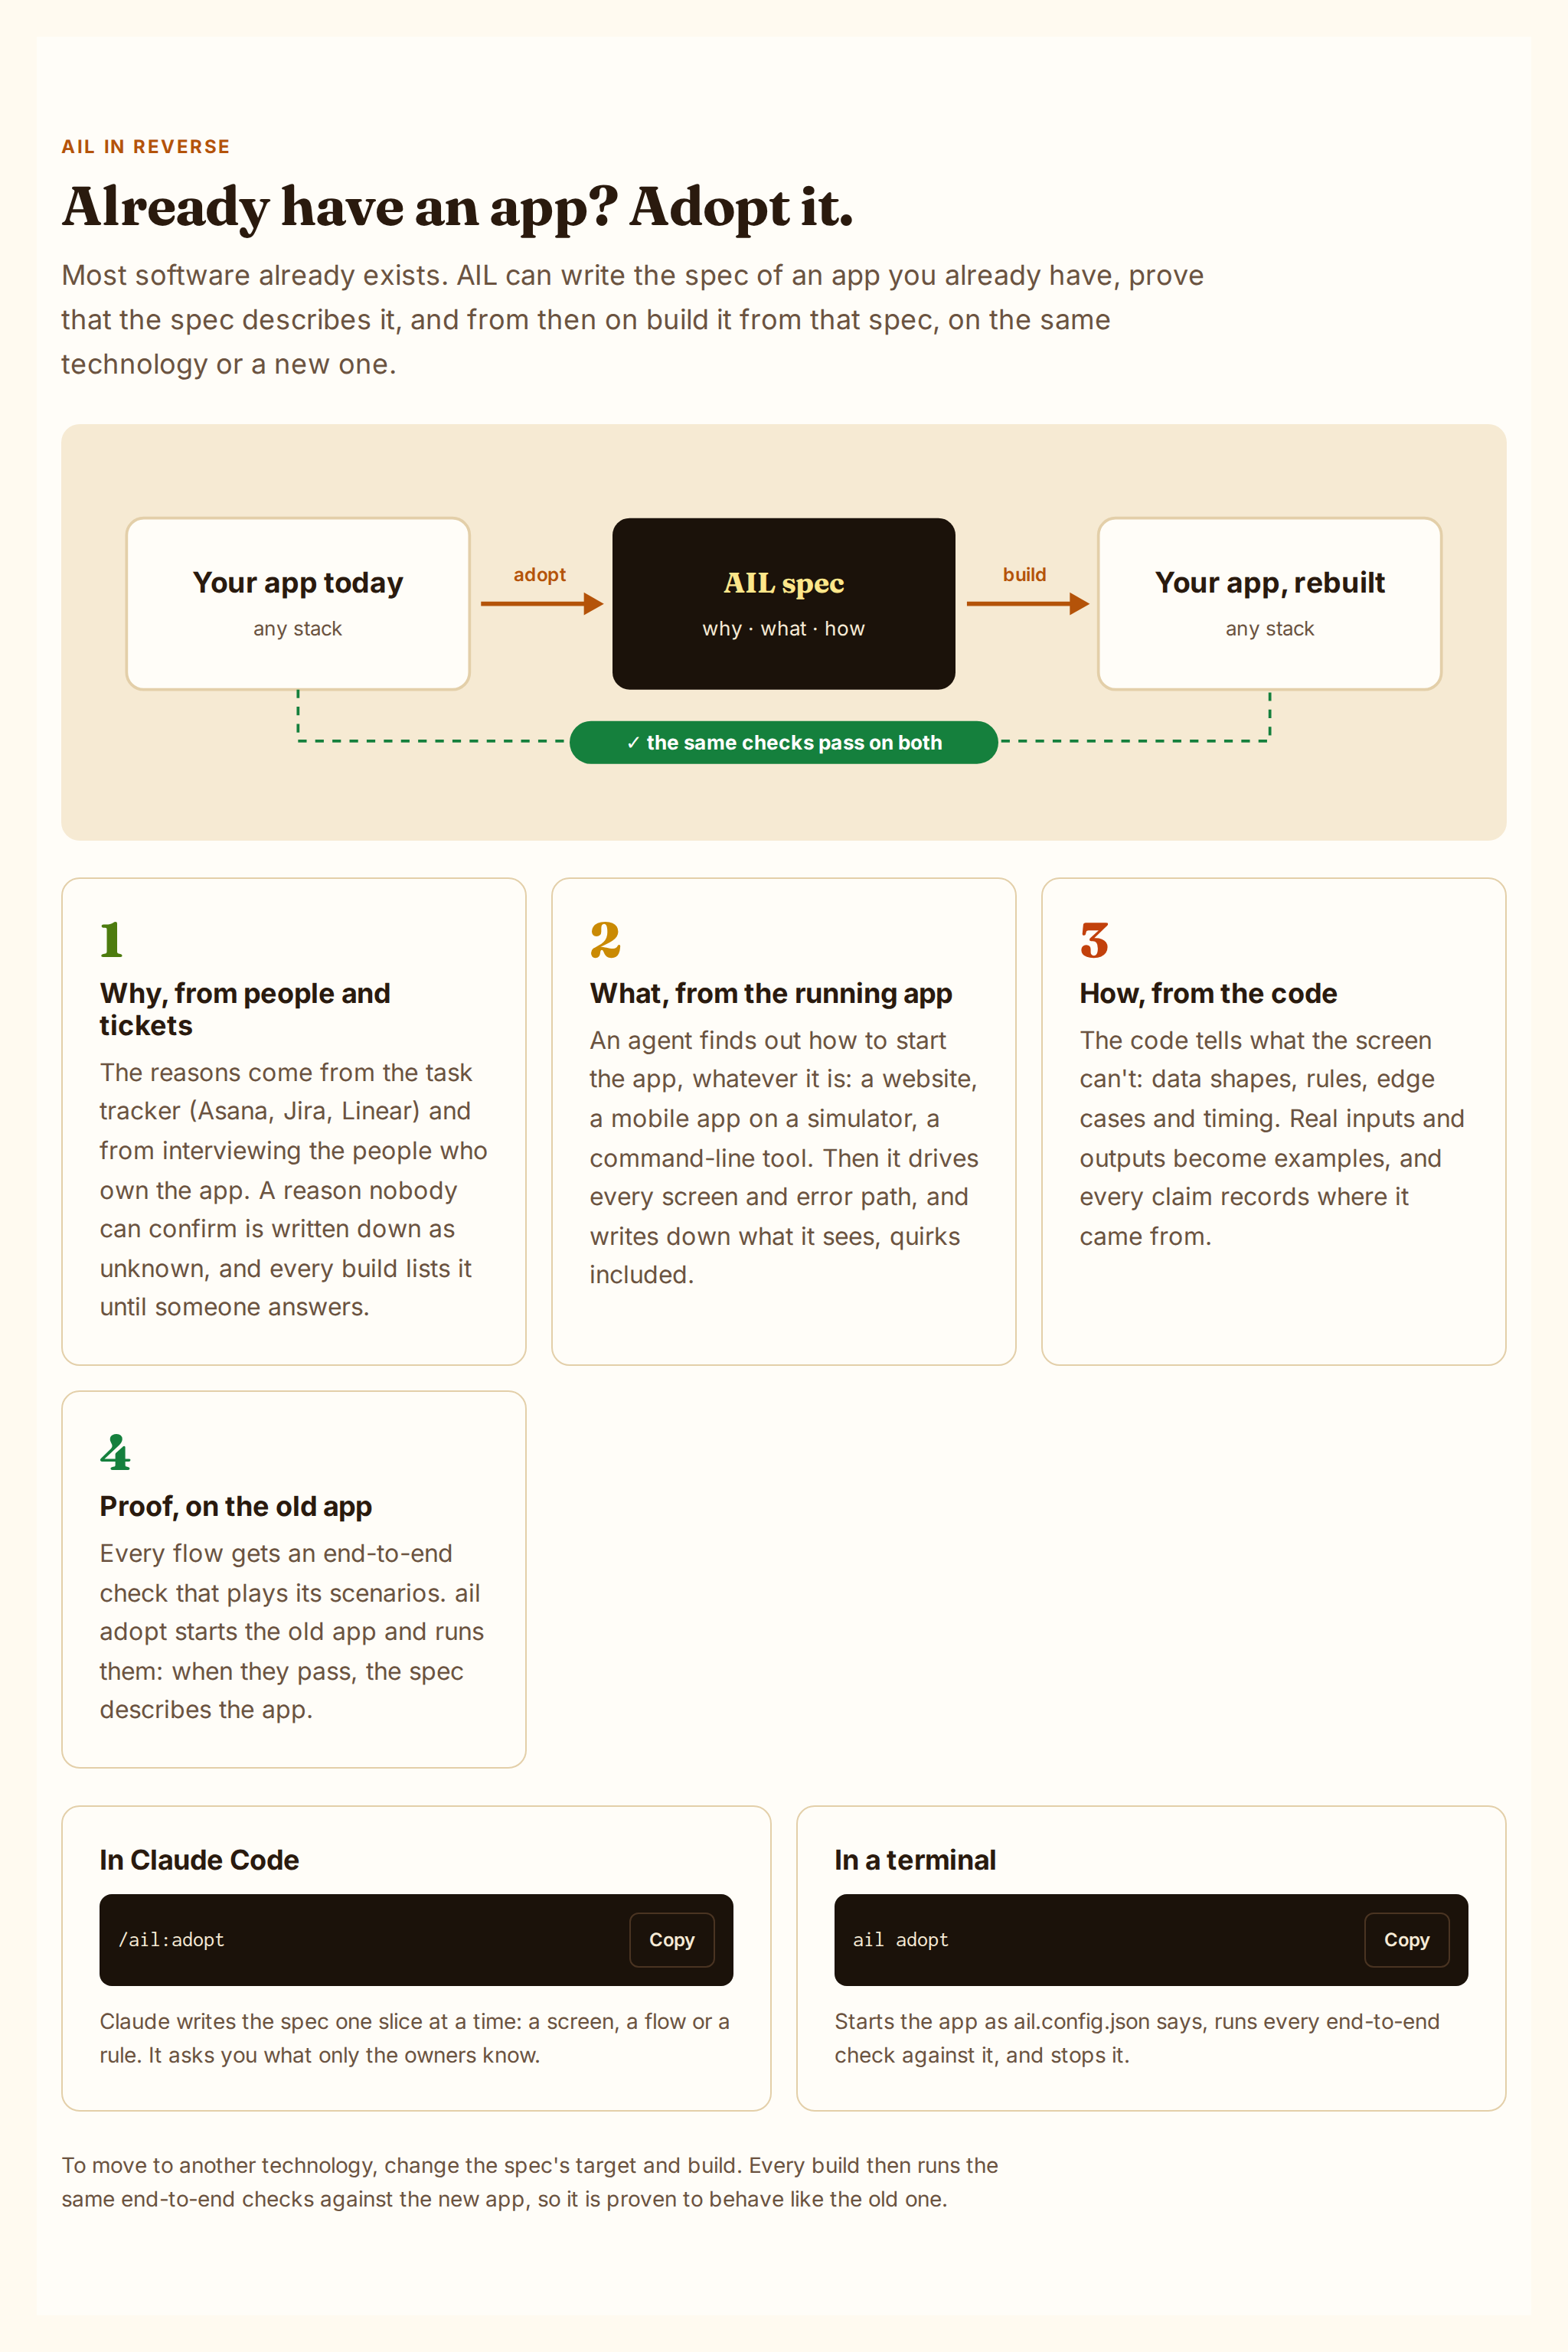 AIL IN REVERSE
Already have an app? Adopt it.
Most software already exists. AIL can write the spec of an app you already have, prove
that the spec describes it, and from then on build it from that spec, on the same
technology or a new one.
Your app today
any stack
adopt
AIL spec
why · what · how
build
Your app, rebuilt
any stack
✓ the same checks pass on both
1
Why, from people and
tickets
The reasons come from the task
tracker (Asana, Jira, Linear) and
from interviewing the people who
own the app. A reason nobody
can confirm is written down as
unknown, and every build lists it
until someone answers.
2
What, from the running app
An agent finds out how to start
the app, whatever it is: a website,
a mobile app on a simulator, a
command-line tool. Then it drives
every screen and error path, and
writes down what it sees, quirks
included.
3
How, from the code
The code tells what the screen
can't: data shapes, rules, edge
cases and timing. Real inputs and
outputs become examples, and
every claim records where it
came from.
4
Proof, on the old app
Every flow gets an end-to-end
check that plays its scenarios. ail
adopt starts the old app and runs
them: when they pass, the spec
describes the app.
In Claude Code
/ail:adopt
Copy
Claude writes the spec one slice at a time: a screen, a flow or a
rule. It asks you what only the owners know.
In a terminal
ail adopt
Copy
Starts the app as ail.config.json says, runs every end-to-end
check against it, and stops it.
To move to another technology, change the spec's target and build. Every build then runs the
same end-to-end checks against the new app, so it is proven to behave like the old one.